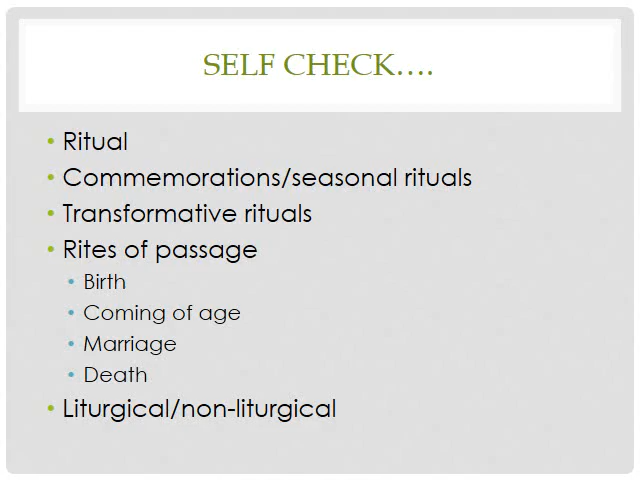 SELF CHECK….
• Ritual
• Commemorations/seasonal rituals
• Transformative rituals
• Rites of passage
• Birth
• Coming of age
• Marriage
• Death
• Liturgical/non-liturgical